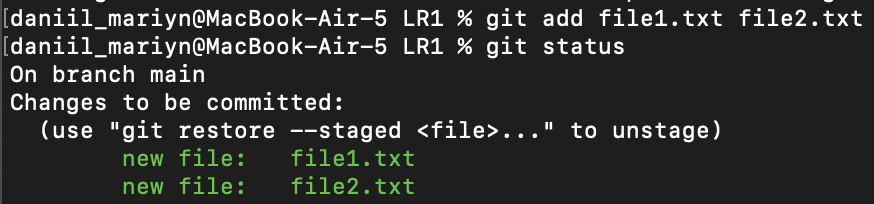 [daniil_mariyn@MacBook-Air-5 LR1 % git add file1.txt file2.txt
[daniil_mariyn@MacBook-Air-5 LR1 % git status
On branch main
Changes to be committed:
  (use "git restore --staged <file>..." to unstage)
        new file:   file1.txt
        new file:   file2.txt